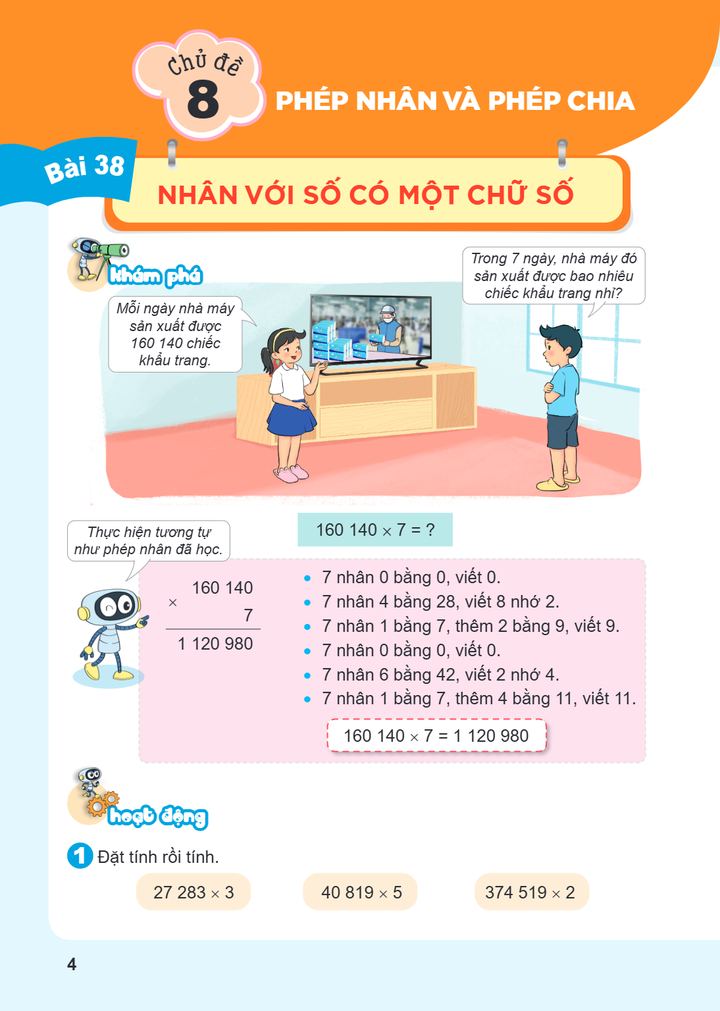 Chủ đề
8
PHÉP NHÂN VÀ PHÉP CHIA
Bài 38
NHÂN VỚI SỐ CÓ MỘT CHỮ SỐ
khám phá
Trong 7 ngày, nhà máy đó
sản xuất được bao nhiêu
chiếc khẩu trang nhỉ?
Mỗi ngày nhà máy
sản xuất được
160 140 chiếc
khẩu trang.
160 140 × 7 = ?
Thực hiện tương tự
như phép nhân đã học.
160 140
×
7
1 120 980
• 7 nhân 0 bằng 0, viết 0.
• 7 nhân 4 bằng 28, viết 8 nhớ 2.
• 7 nhân 1 bằng 7, thêm 2 bằng 9, viết 9.
• 7 nhân 0 bằng 0, viết 0.
• 7 nhân 6 bằng 42, viết 2 nhớ 4.
• 7 nhân 1 bằng 7, thêm 4 bằng 11, viết 11.
160 140 × 7 = 1 120 980
hoạt động
1 Đặt tính rồi tính.
27 283 × 3 40 819 × 5 374 519 × 2
4